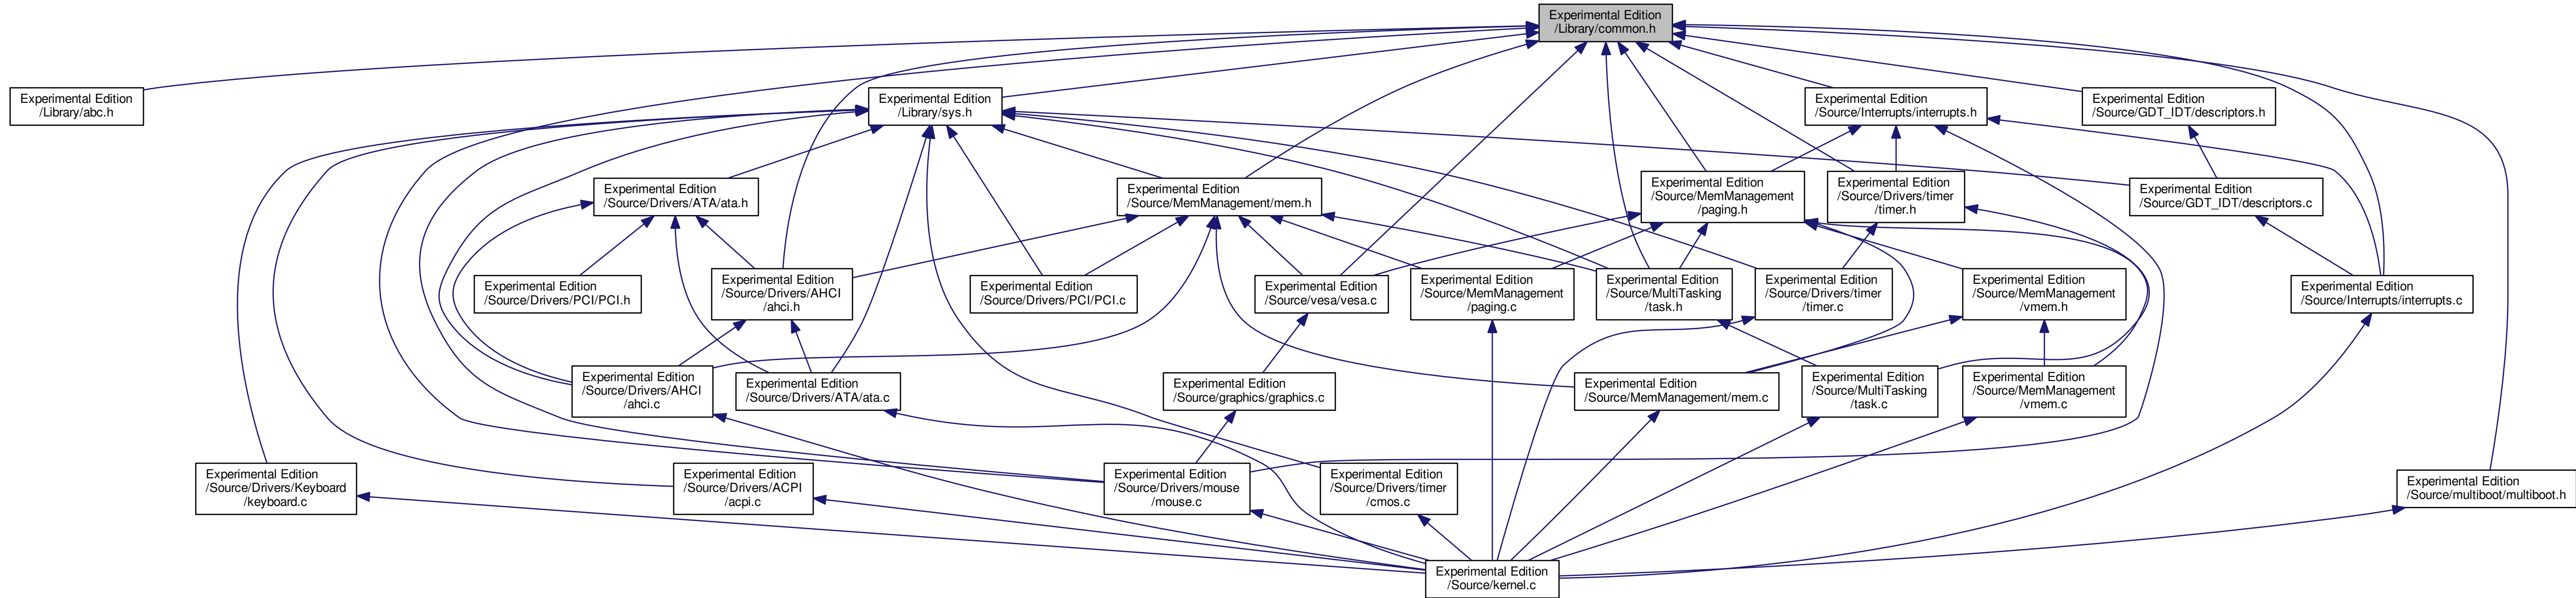 Experimental Edition
/Library/common.h
Experimental Edition
/Library/abc.h
Experimental Edition
/Library/sys.h
Experimental Edition
/Source/Interrupts/interrupts.h
Experimental Edition
/Source/GDT_IDT/descriptors.h
Experimental Edition
/Source/Drivers/ATA/ata.h
Experimental Edition
/Source/MemManagement/mem.h
Experimental Edition
/Source/MemManagement
/paging.h
Experimental Edition
/Source/Drivers/timer
/timer.h
Experimental Edition
/Source/GDT_IDT/descriptors.c
Experimental Edition
/Source/Drivers/PCI/PCI.h
Experimental Edition
/Source/Drivers/AHCI
/ahci.h
Experimental Edition
/Source/Drivers/PCI/PCI.c
Experimental Edition
/Source/vesa/vesa.c
Experimental Edition
/Source/MemManagement
/paging.c
Experimental Edition
/Source/MultiTasking
/task.h
Experimental Edition
/Source/Drivers/timer
/timer.c
Experimental Edition
/Source/MemManagement
/vmem.h
Experimental Edition
/Source/Interrupts/interrupts.c
Experimental Edition
/Source/Drivers/AHCI
/ahci.c
Experimental Edition
/Source/Drivers/ATA/ata.c
Experimental Edition
/Source/graphics/graphics.c
Experimental Edition
/Source/MemManagement/mem.c
Experimental Edition
/Source/MultiTasking
/task.c
Experimental Edition
/Source/MemManagement
/vmem.c
Experimental Edition
/Source/Drivers/Keyboard
/keyboard.c
Experimental Edition
/Source/Drivers/ACPI
/acpi.c
Experimental Edition
/Source/Drivers/mouse
/mouse.c
Experimental Edition
/Source/Drivers/timer
/cmos.c
Experimental Edition
/Source/multiboot/multiboot.h
Experimental Edition
/Source/kernel.c